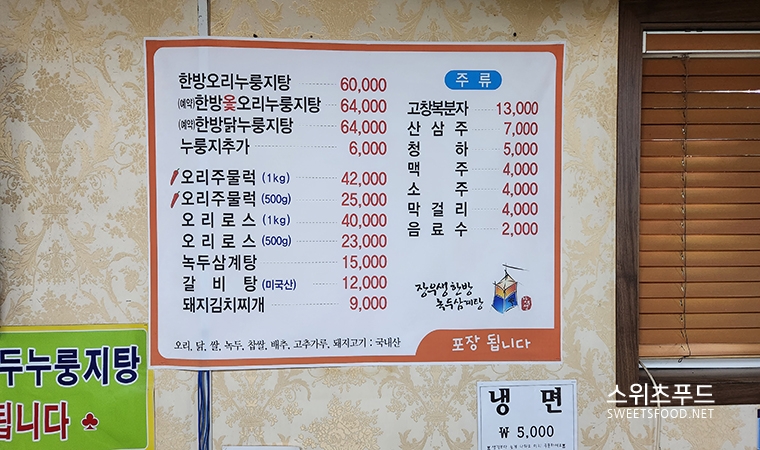 한방오리누룽지탕 60,000
(예약)한방옻오리누룽지탕 64,000
(예약)한방닭누룽지탕 64,000
누룽지추가 6,000
오리주물럭 (1kg) 42,000
오리주물럭 (500g) 25,000
오리로스 (1kg) 40,000
오리로스 (500g) 23,000
녹두삼계탕 15,000
갈비탕 (미국산) 12,000
돼지김치찌개 9,000
주류
고창복분자 13,000
산삼주 7,000
청하 5,000
맥주 4,000
소주 4,000
막걸리 4,000
음료수 2,000
장우생한방
녹두삼계탕
오리, 닭, 쌀, 녹두, 찹쌀, 배추, 고추가루, 돼지고기 : 국내산
포장 됩니다
두누룽지탕
됩니다
냉면
₩ 5,000
스위츠푸드
SWEETSFOOD.NET